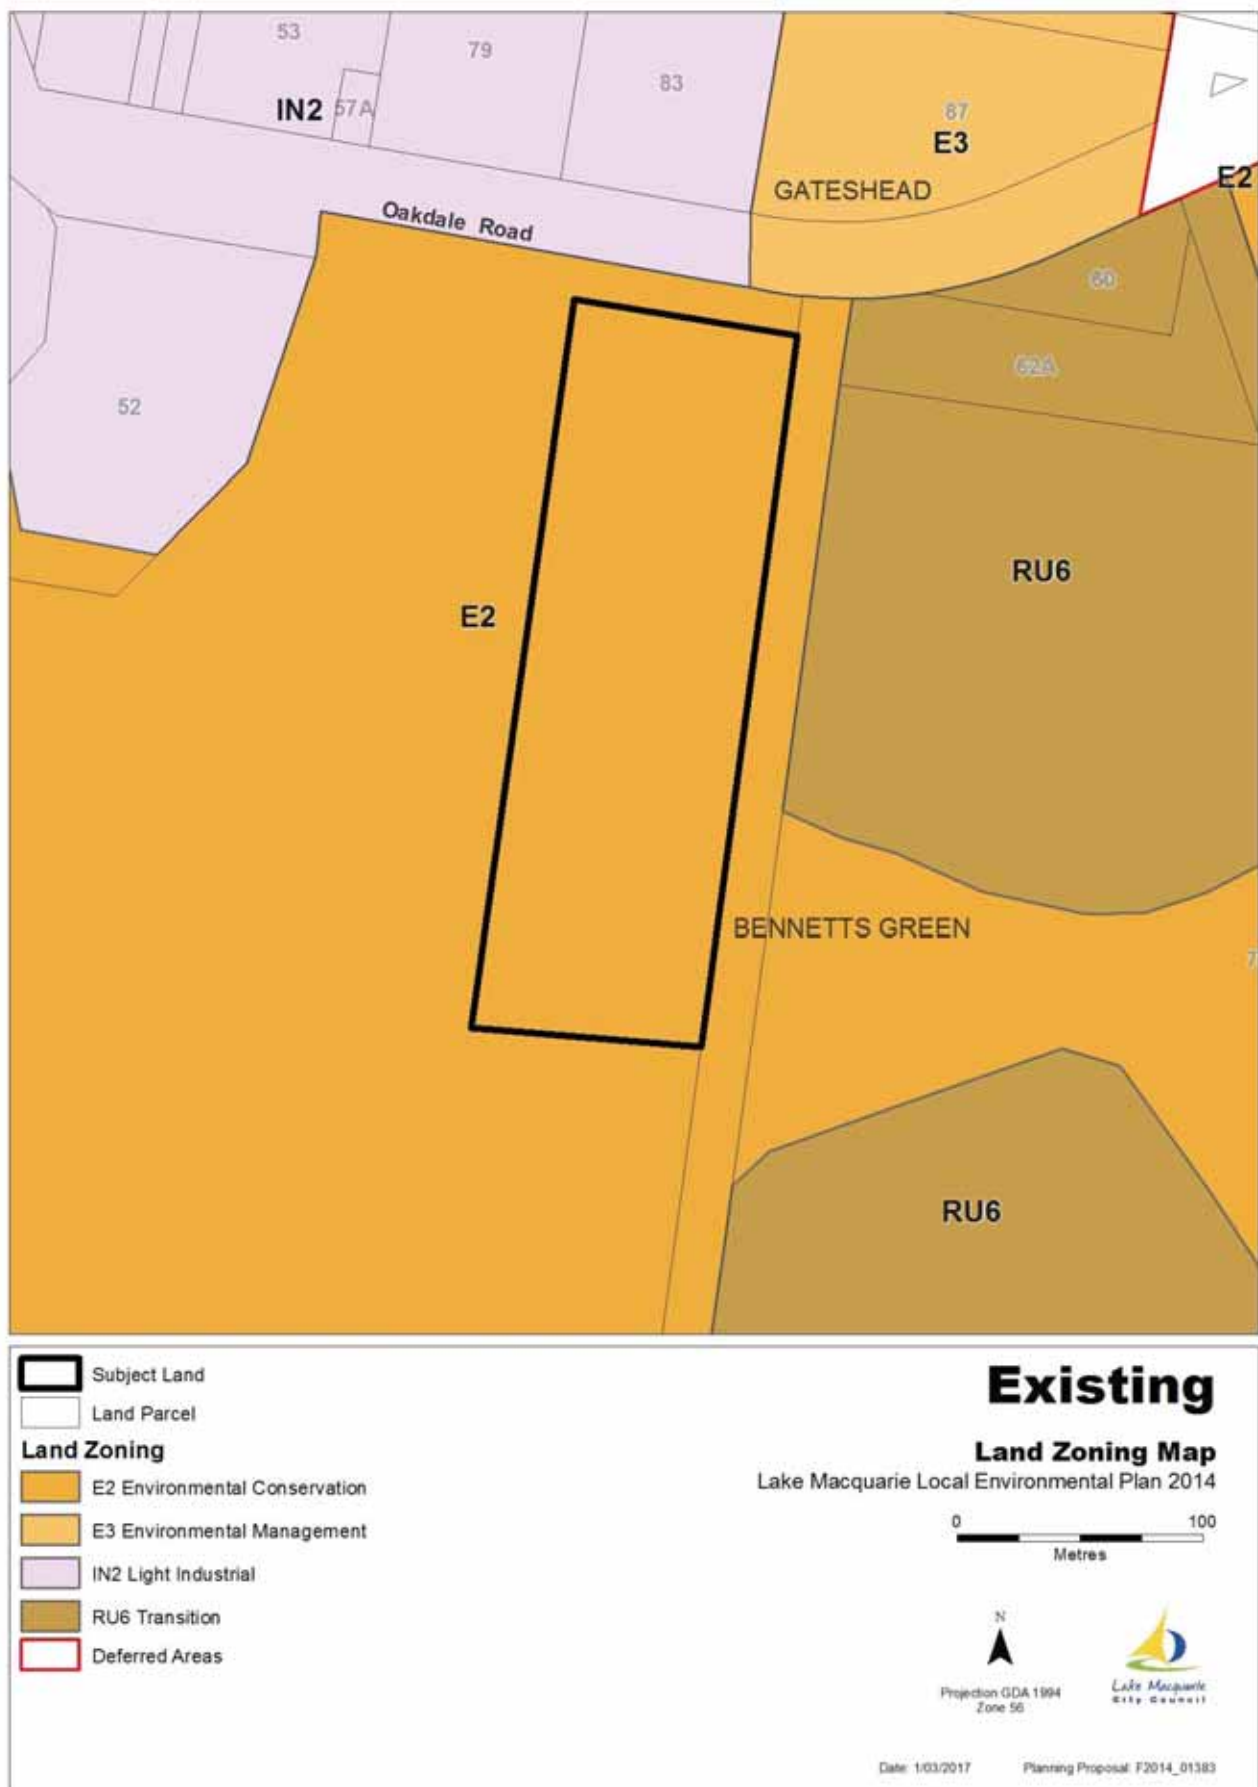 53
79
83
IN2
57A
87
E3
GATESHEAD
E2
Oakdale Road
60
62A
52
RU6
E2
BENNETTS GREEN
7
RU6
Subject Land
Land Parcel
Land Zoning
E2 Environmental Conservation
E3 Environmental Management
IN2 Light Industrial
RU6 Transition
Deferred Areas
Existing
Land Zoning Map
Lake Macquarie Local Environmental Plan 2014
0 100
Metres
N
Projection GDA 1994
Zone 56
Lake Macquarie
City Council
Date: 1/03/2017 Planning Proposal: F2014_01383